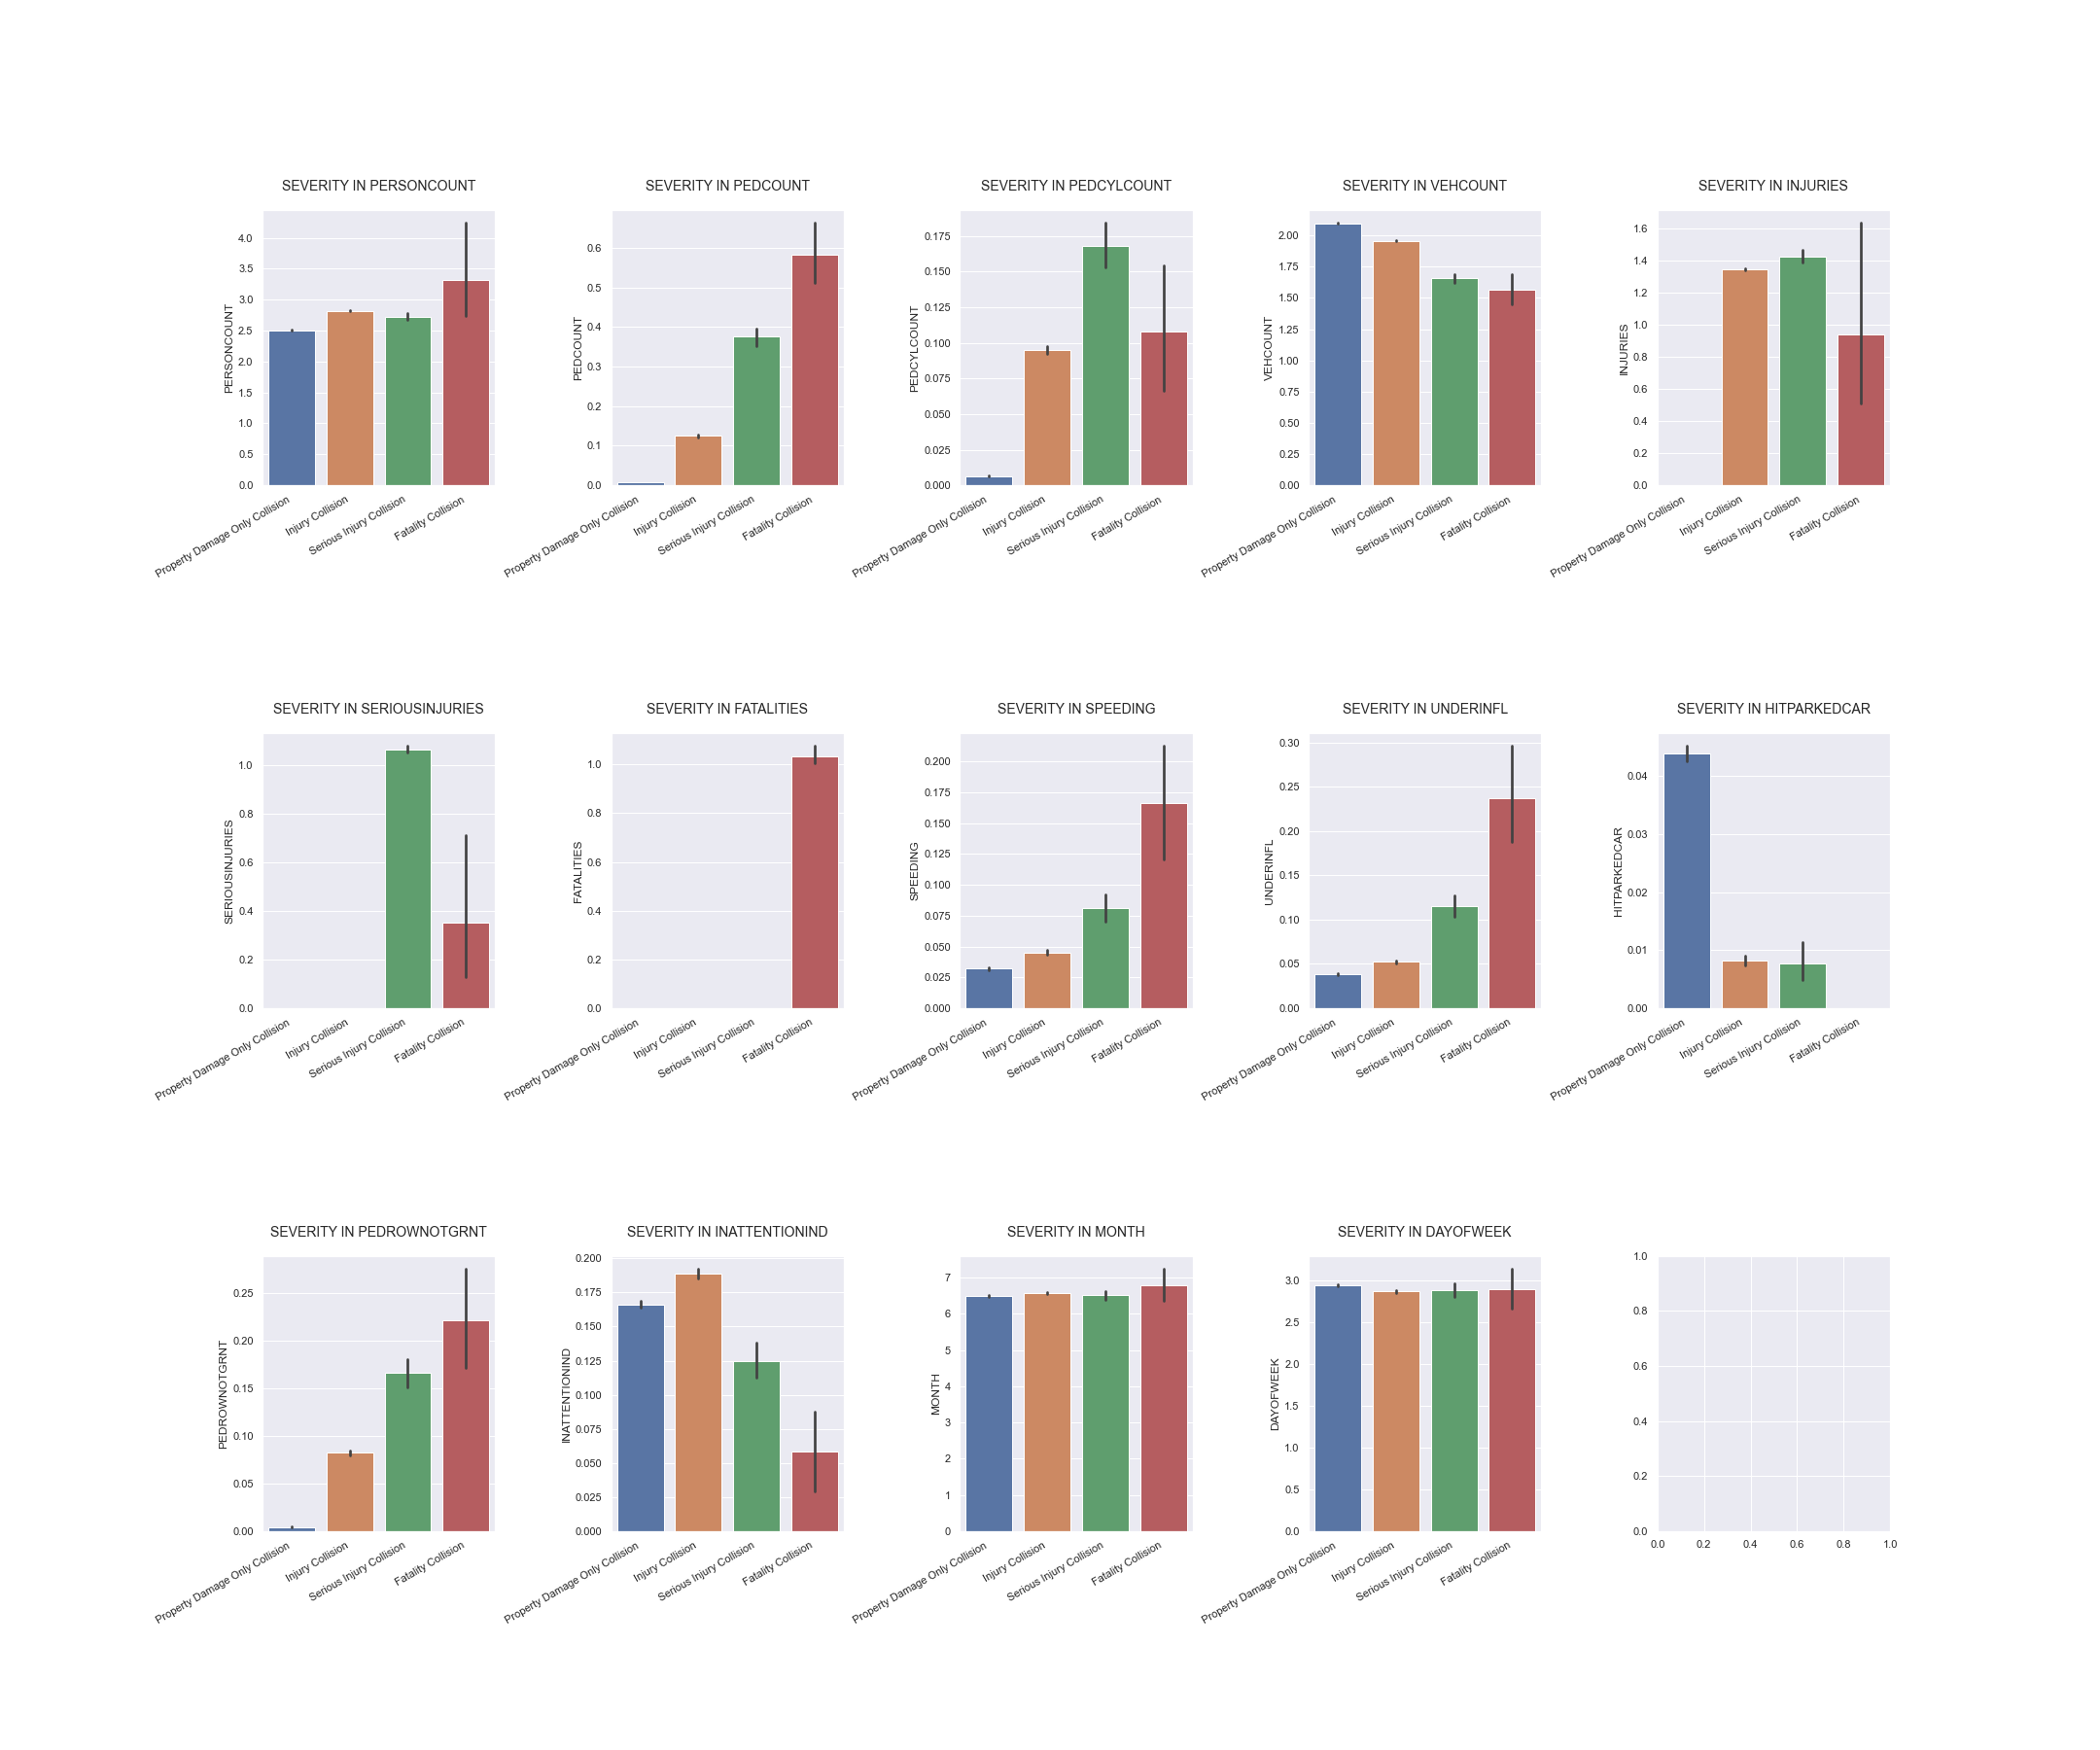 SEVERITY IN PERSONCOUNT
PERSONCOUNT
4.0
3.5
3.0
2.5
2.0
1.5
1.0
0.5
0.0
Property Damage Only Collision
Injury Collision
Serious Injury Collision
Fatality Collision
SEVERITY IN PEDCOUNT
PEDCOUNT
0.6
0.5
0.4
0.3
0.2
0.1
0.0
Property Damage Only Collision
Injury Collision
Serious Injury Collision
Fatality Collision
SEVERITY IN PEDCYLCOUNT
PEDCYLCOUNT
0.175
0.150
0.125
0.100
0.075
0.050
0.025
0.000
Property Damage Only Collision
Injury Collision
Serious Injury Collision
Fatality Collision
SEVERITY IN VEHCOUNT
VEHCOUNT
2.00
1.75
1.50
1.25
1.00
0.75
0.50
0.25
0.00
Property Damage Only Collision
Injury Collision
Serious Injury Collision
Fatality Collision
SEVERITY IN INJURIES
INJURIES
1.6
1.4
1.2
1.0
0.8
0.6
0.4
0.2
0.0
Property Damage Only Collision
Injury Collision
Serious Injury Collision
Fatality Collision
SEVERITY IN SERIOUSINJURIES
SERIOUSINJURIES
1.0
0.8
0.6
0.4
0.2
0.0
Property Damage Only Collision
Injury Collision
Serious Injury Collision
Fatality Collision
SEVERITY IN FATALITIES
FATALITIES
1.0
0.8
0.6
0.4
0.2
0.0
Property Damage Only Collision
Injury Collision
Serious Injury Collision
Fatality Collision
SEVERITY IN SPEEDING
SPEEDING
0.200
0.175
0.150
0.125
0.100
0.075
0.050
0.025
0.000
Property Damage Only Collision
Injury Collision
Serious Injury Collision
Fatality Collision
SEVERITY IN UNDERINFL
UNDERINFL
0.30
0.25
0.20
0.15
0.10
0.05
0.00
Property Damage Only Collision
Injury Collision
Serious Injury Collision
Fatality Collision
SEVERITY IN HITPARKEDCAR
HITPARKEDCAR
0.04
0.03
0.02
0.01
0.00
Property Damage Only Collision
Injury Collision
Serious Injury Collision
Fatality Collision
SEVERITY IN PEDROWNOTGRNT
PEDROWNOTGRNT
0.25
0.20
0.15
0.10
0.05
0.00
Property Damage Only Collision
Injury Collision
Serious Injury Collision
Fatality Collision
SEVERITY IN INATTENTIONIND
INATTENTIONIND
0.200
0.175
0.150
0.125
0.100
0.075
0.050
0.025
0.000
Property Damage Only Collision
Injury Collision
Serious Injury Collision
Fatality Collision
SEVERITY IN MONTH
MONTH
7
6
5
4
3
2
1
0
Property Damage Only Collision
Injury Collision
Serious Injury Collision
Fatality Collision
SEVERITY IN DAYOFWEEK
DAYOFWEEK
3.0
2.5
2.0
1.5
1.0
0.5
0.0
Property Damage Only Collision
Injury Collision
Serious Injury Collision
Fatality Collision
1.0
0.8
0.6
0.4
0.2
0.0
0.0 0.2 0.4 0.6 0.8 1.0